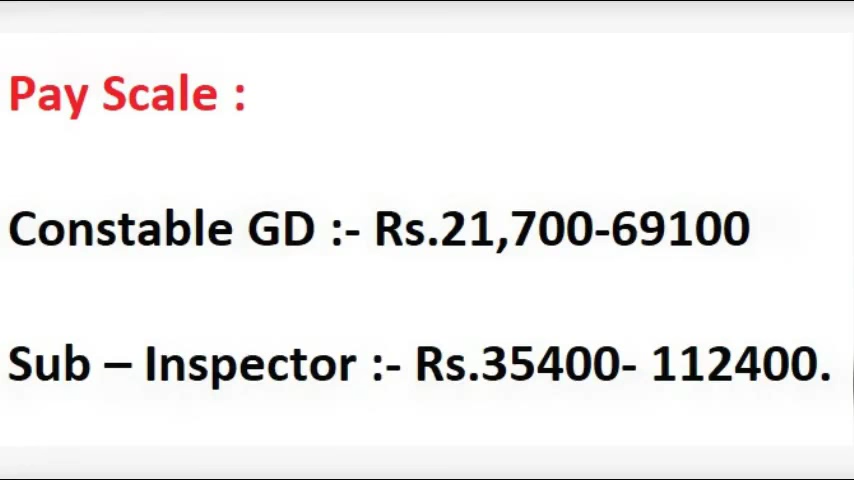 Pay Scale :
Constable GD :- Rs.21,700-69100
Sub – Inspector :- Rs.35400- 112400.